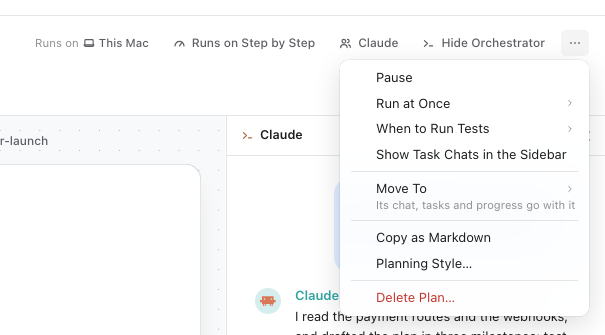 Runs on This Mac Runs on Step by Step Claude Hide Orchestrator
Pause
Run at Once
When to Run Tests
Show Task Chats in the Sidebar
Move To
Its chat, tasks and progress go with it
Copy as Markdown
Planning Style...
Delete Plan...
r-launch
Claude
Claude
I read the payment routes and the webhooks,
and drafted the plan in three milestones: test